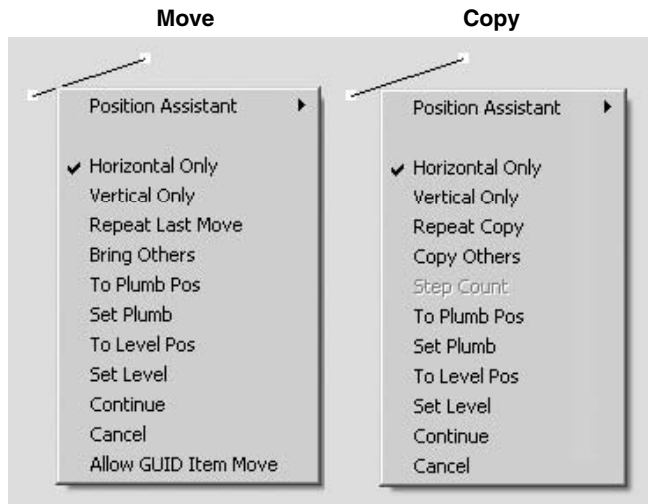 Move
Position Assistant
Horizontal Only
Vertical Only
Repeat Last Move
Bring Others
To Plumb Pos
Set Plumb
To Level Pos
Set Level
Continue
Cancel
Allow GUID Item Move
Copy
Position Assistant
Horizontal Only
Vertical Only
Repeat Copy
Copy Others
Step Count
To Plumb Pos
Set Plumb
To Level Pos
Set Level
Continue
Cancel